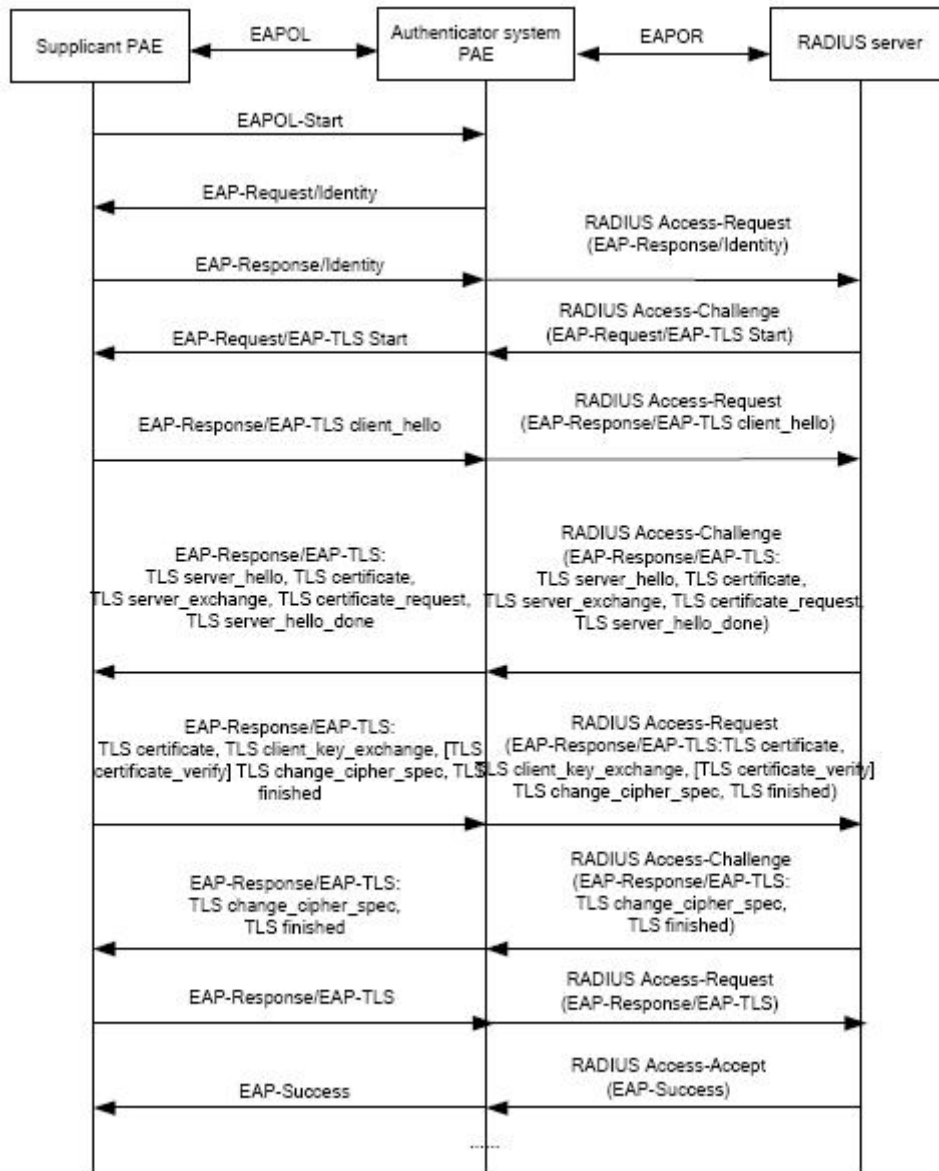 Supplicant PAE
EAPOL
Authenticator system
PAE
EAPOR
RADIUS server
EAPOL-Start
EAP-Request/Identity
RADIUS Access-Request
(EAP-Response/Identity)
EAP-Response/Identity
RADIUS Access-Challenge
(EAP-Request/EAP-TLS Start)
EAP-Request/EAP-TLS Start
RADIUS Access-Request
(EAP-Response/EAP-TLS client_hello)
EAP-Response/EAP-TLS client_hello
EAP-Response/EAP-TLS:
TLS server_hello, TLS certificate,
TLS server_exchange, TLS certificate_request,
TLS server_hello_done
RADIUS Access-Challenge
(EAP-Response/EAP-TLS:
TLS server_hello, TLS certificate,
TLS server_exchange, TLS certificate_request,
TLS server_hello_done)
EAP-Response/EAP-TLS:
TLS certificate, TLS client_key_exchange, [TLS
certificate_verify] TLS change_cipher_spec, TLS
finished
RADIUS Access-Request
(EAP-Response/EAP-TLS:TLS certificate,
TLS client_key_exchange, [TLS certificate_verify]
TLS change_cipher_spec, TLS finished)
EAP-Response/EAP-TLS:
TLS change_cipher_spec,
TLS finished
RADIUS Access-Challenge
(EAP-Response/EAP-TLS:
TLS change_cipher_spec,
TLS finished)
EAP-Response/EAP-TLS
RADIUS Access-Request
(EAP-Response/EAP-TLS)
EAP-Success
RADIUS Access-Accept
(EAP-Success)
......